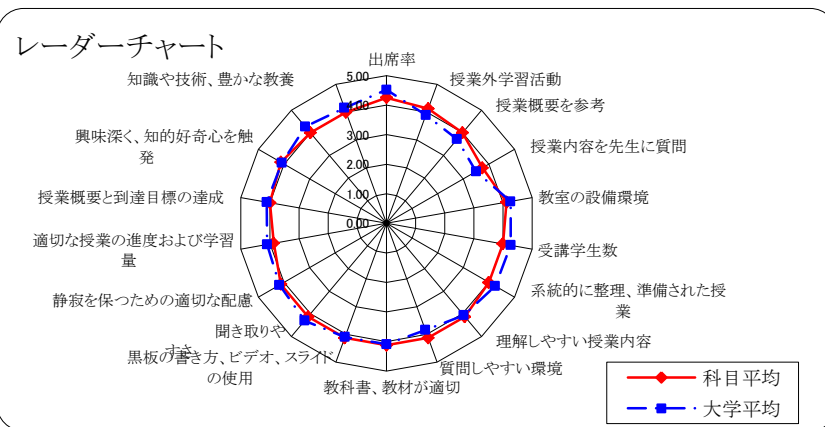 レーダーチャート
出席率
授業外学習活動
授業概要を参考
授業内容を先生に質問
教室の設備環境
受講学生数
系統的に整理、準備された授
業
理解しやすい授業内容
質問しやすい環境
教科書、教材が適切
黒板の書き方、ビデオ、スライド
の使用
聞き取りや
すさ
静寂を保つための適切な配慮
適切な授業の進度および学習
量
授業概要と到達目標の達成
興味深く、知的好奇心を触
発
知識や技術、豊かな教養
5.00
4.00
3.00
2.00
1.00
0.00
科目平均
大学平均